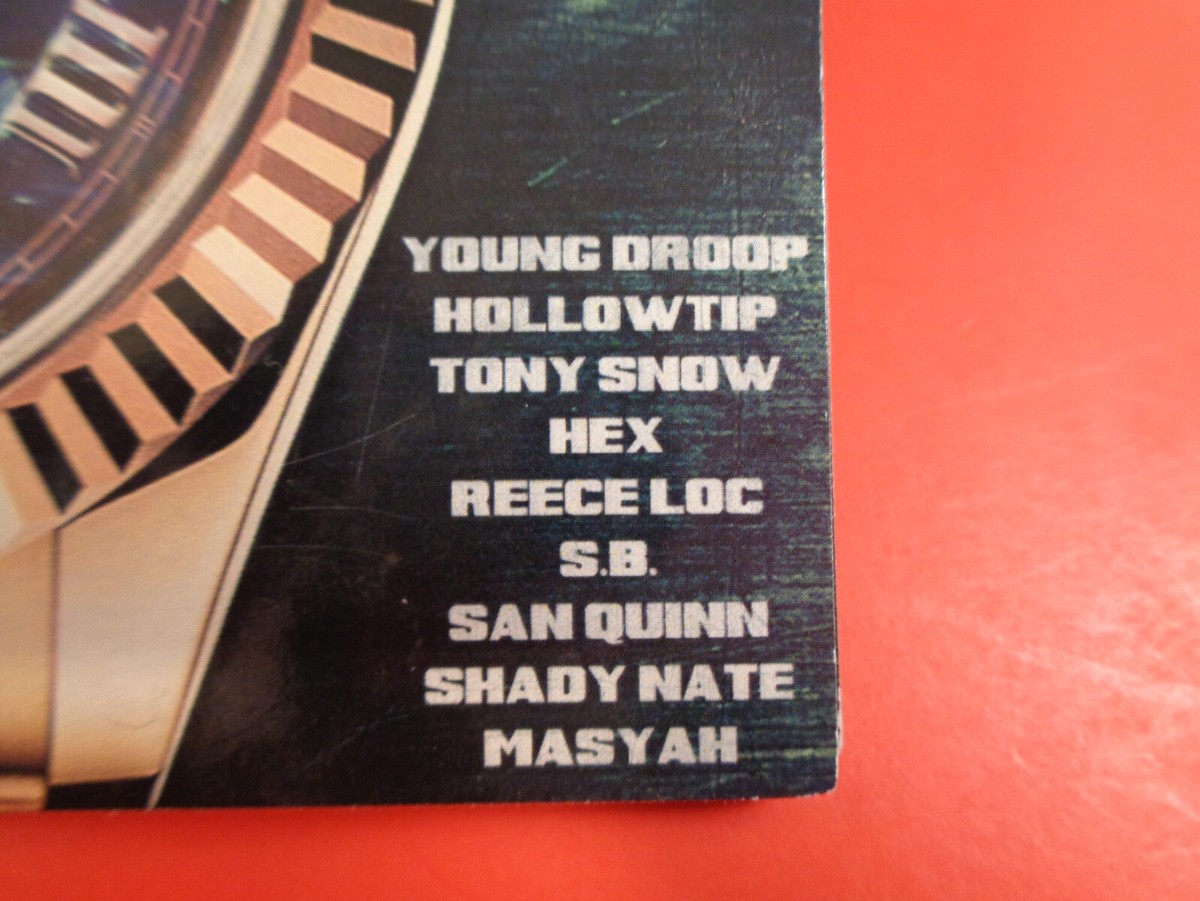 YOUNG DROOP
HOLLOWTIP
TONY SNOW
HEX
REECE LOC
S.B.
SAN QUINN
SHADY NATE
MASYAH